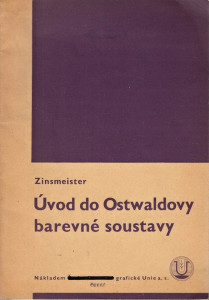 Zinsmeister
Úvod do Ostwaldovy
barevné soustavy
Nákladem grafické Unie a. s.